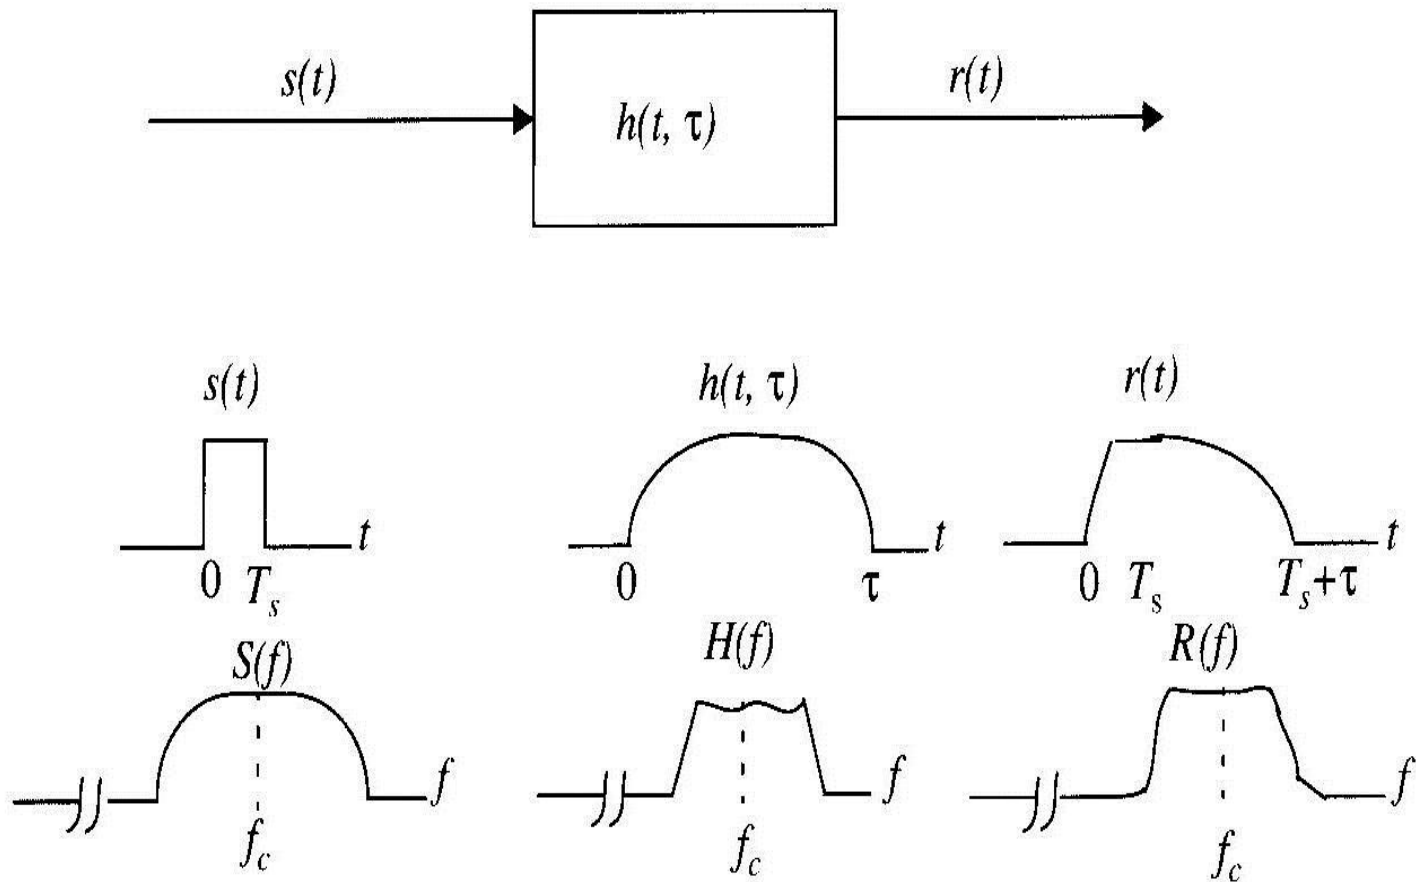 s(t)
h(t, τ)
r(t)
s(t)
h(t, τ)
r(t)
t
t
t
0 T_s
0 τ
0 T_s T_s+τ
S(f)
H(f)
R(f)
f
f
f
f_c
f_c
f_c